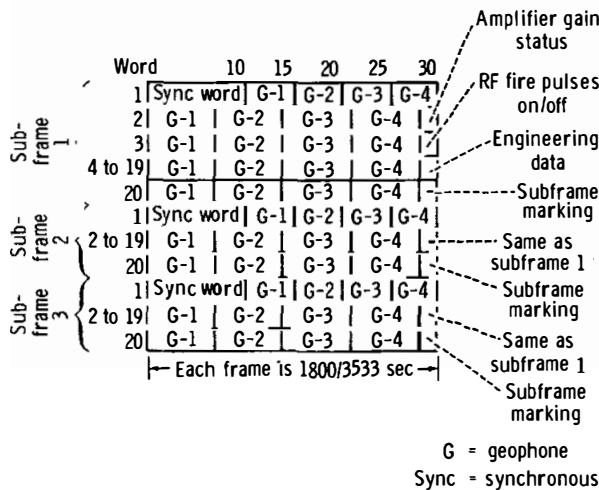 Amplifier gain
status
Word 10 15 20 25 30
RF fire pulses
on/off
1 Sync word G-1 G-2 G-3 G-4
2 G-1 G-2 G-3 G-4
Sub-
frame
1
3 G-1 G-2 G-3 G-4
Engineering
data
4 to 19 G-1 G-2 G-3 G-4
20 G-1 G-2 G-3 G-4
Subframe
marking
1 Sync word G-1 G-2 G-3 G-4
Sub-
frame
2
2 to 19 G-1 G-2 G-3 G-4
Same as
subframe 1
20 G-1 G-2 G-3 G-4
Subframe
marking
1 Sync word G-1 G-2 G-3 G-4
Sub-
frame
3
2 to 19 G-1 G-2 G-3 G-4
Same as
subframe 1
20 G-1 G-2 G-3 G-4
Subframe
marking
Each frame is 1800/3533 sec
G = geophone
Sync = synchronous